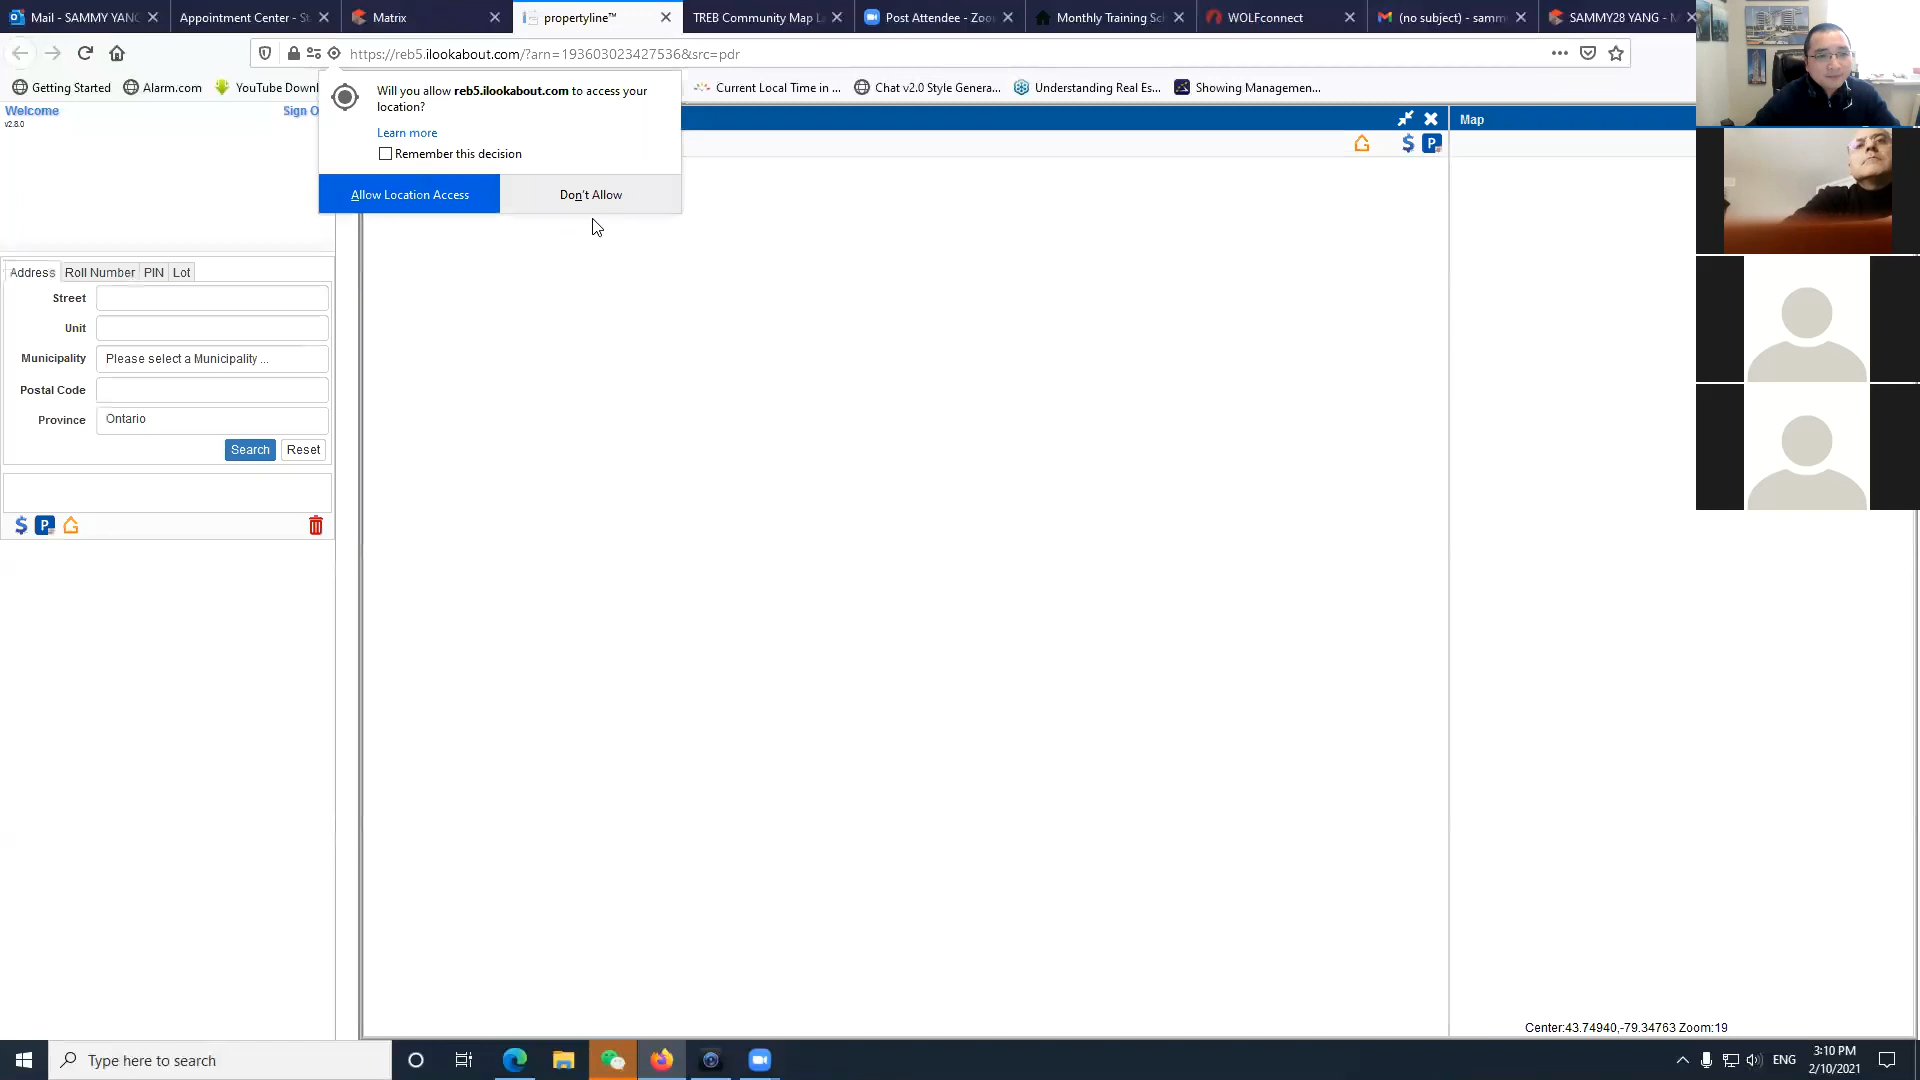 Mail - SAMMY YANG
Appointment Center - S
Matrix
propertyline™
TREB Community Map L
Post Attendee - Zoo
Monthly Training Sc
WOLFconnect
(no subject) - samm
SAMMY28 YANG - M
https://reb5.ilookabout.com/?arn=193603023427536&src=pdr
Getting Started
Alarm.com
YouTube Downl
Current Local Time in ...
Chat v2.0 Style Genera...
Understanding Real Es...
Showing Managemen...
Will you allow reb5.ilookabout.com to access your
location?
Learn more
Remember this decision
Allow Location Access
Don't Allow
Welcome
Sign O
v2.8.0
Map
Address
Roll Number
PIN
Lot
Street
Unit
Municipality
Please select a Municipality ...
Postal Code
Province
Ontario
Search
Reset
Center:43.74940,-79.34763 Zoom:19
Type here to search
ENG
3:10 PM
2/10/2021